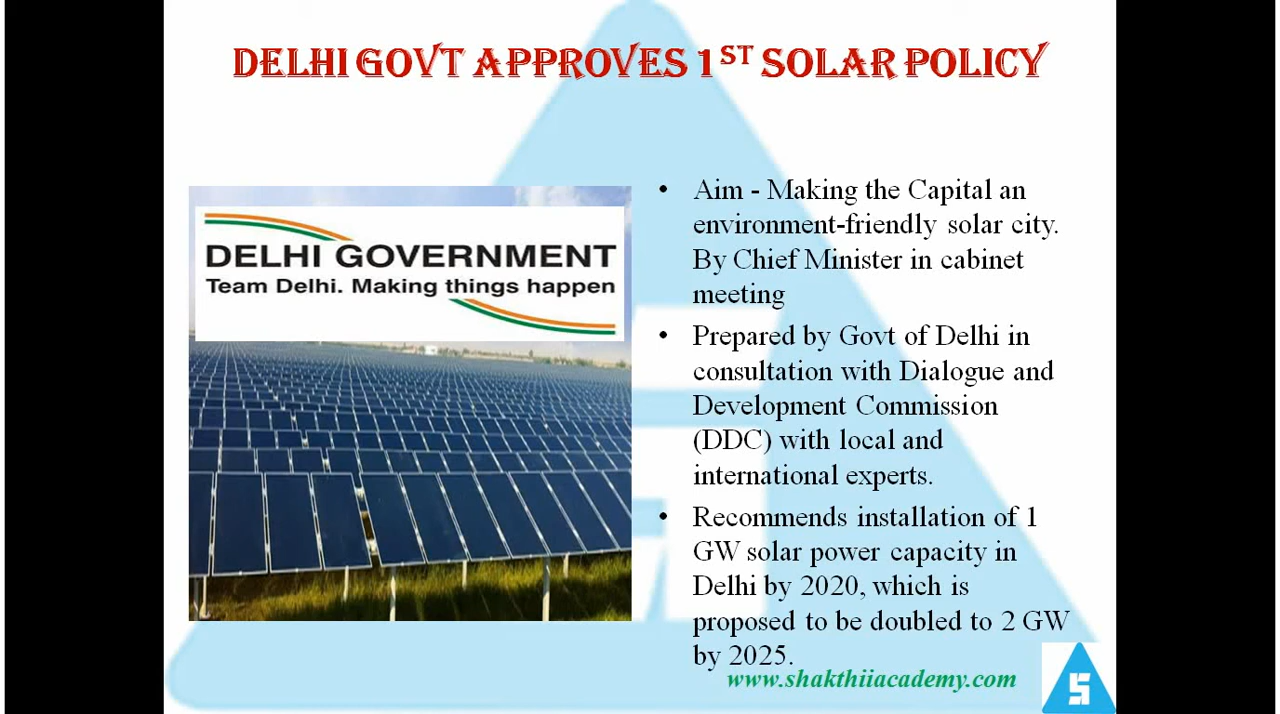 DELHI GOVT APPROVES 1ST SOLAR POLICY
DELHI GOVERNMENT
Team Delhi. Making things happen
• Aim - Making the Capital an
environment-friendly solar city.
By Chief Minister in cabinet
meeting
• Prepared by Govt of Delhi in
consultation with Dialogue and
Development Commission
(DDC) with local and
international experts.
• Recommends installation of 1
GW solar power capacity in
Delhi by 2020, which is
proposed to be doubled to 2 GW
by 2025.
www.shakthiiacademy.com
S